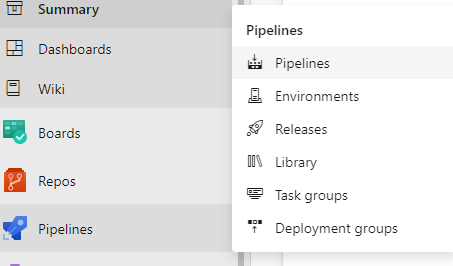 Summary
Dashboards
Wiki
Boards
Repos
Pipelines
Pipelines
Pipelines
Environments
Releases
Library
Task groups
Deployment groups